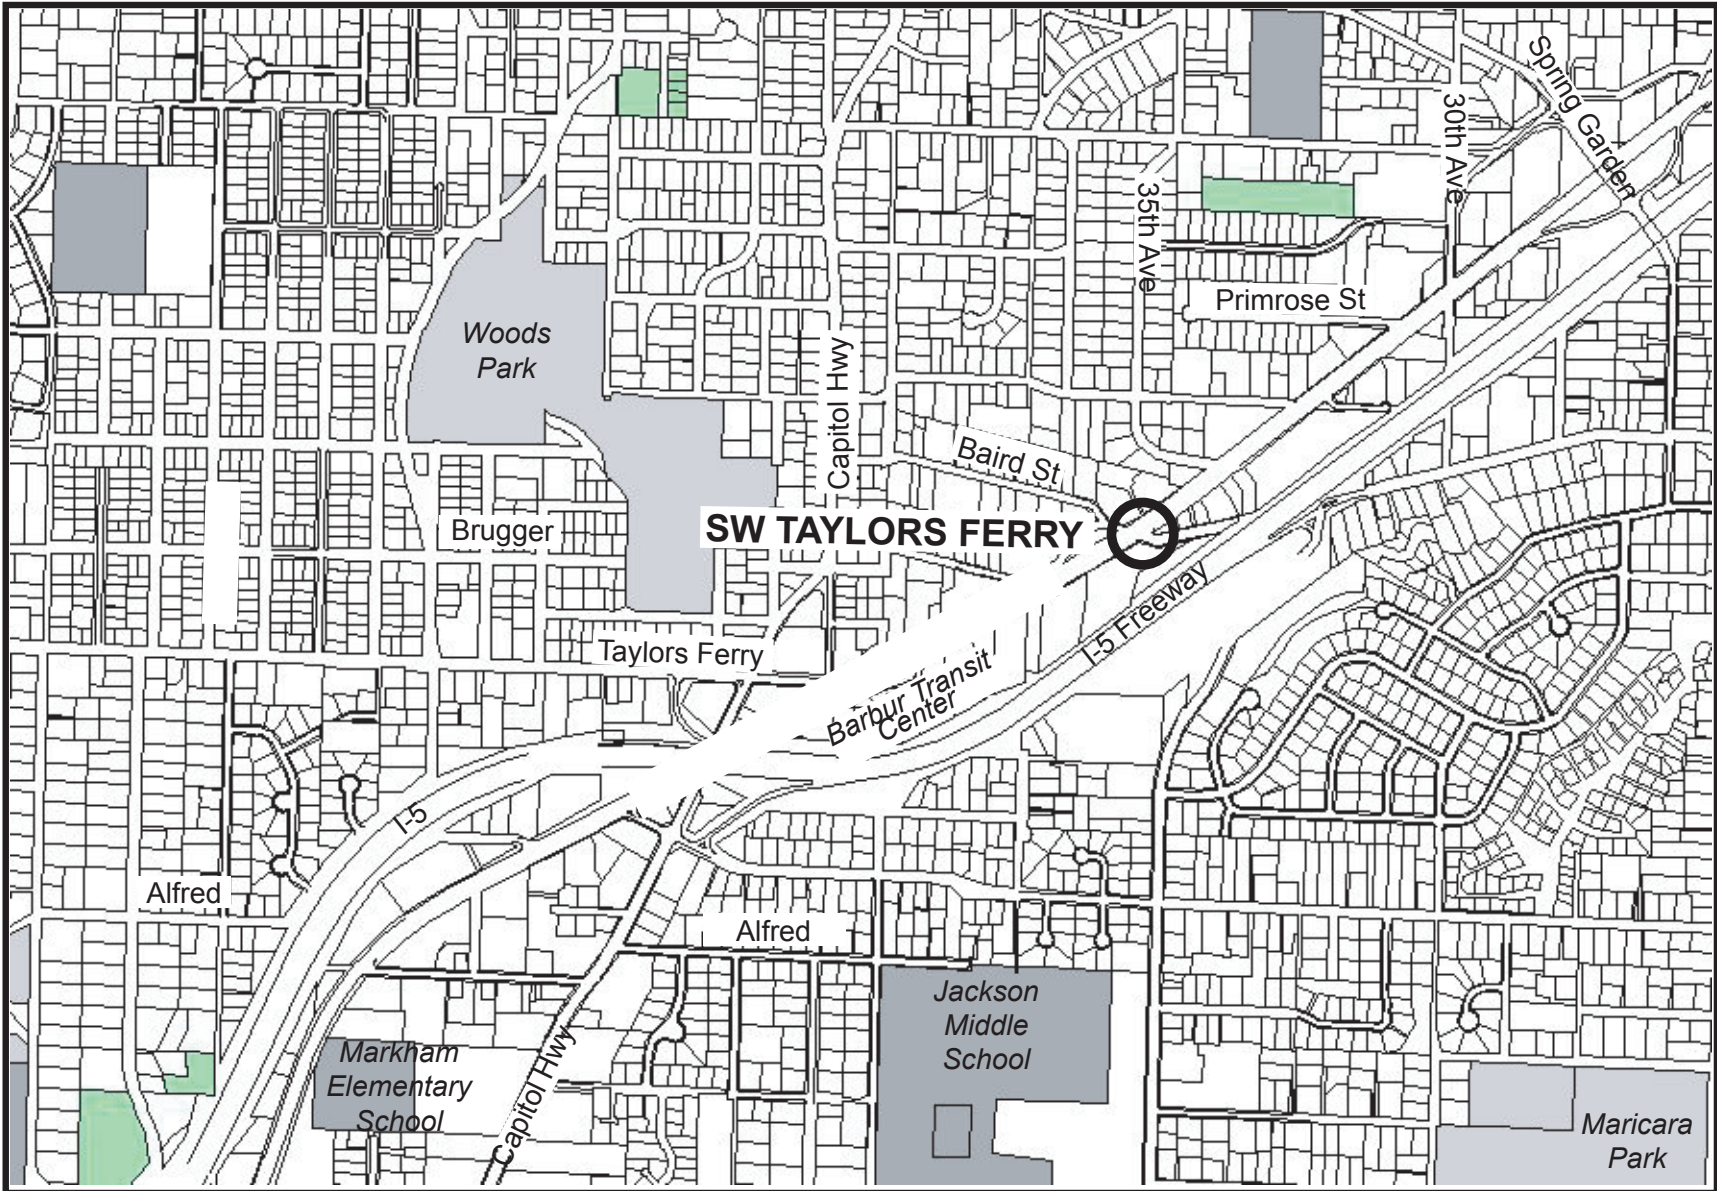 Spring Garden
30th Ave
35th Ave
Primrose St
Woods
Park
Capitol Hwy
Baird St
Brugger
SW TAYLORS FERRY
I-5 Freeway
Taylors Ferry
Barbur Transit
Center
I-5
Alfred
Alfred
Jackson
Middle
School
Markham
Elementary
School
Capitol Hwy
Maricara
Park